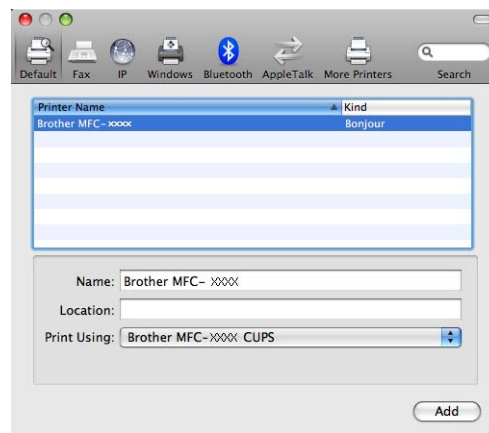 Default Fax IP Windows Bluetooth AppleTalk More Printers Search
Printer Name Kind
Brother MFC-xxxx Bonjour
Name: Brother MFC- XXXX
Location:
Print Using: Brother MFC-XXXX CUPS
Add